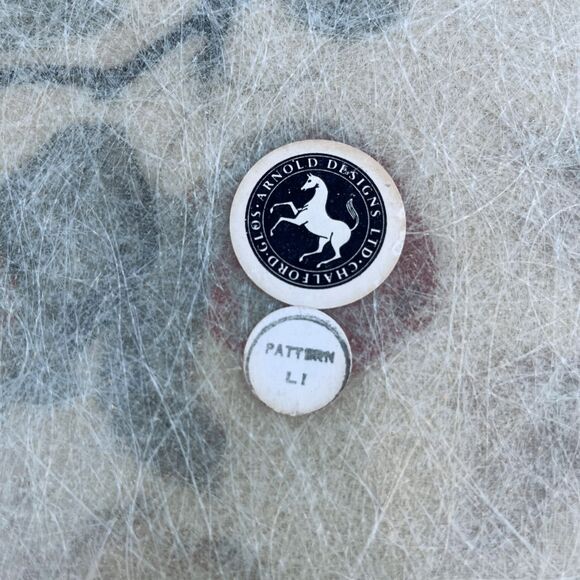 ARNOLD DESIGNS LTD · CHALFORD · GLOS ·
PATTERN
L1